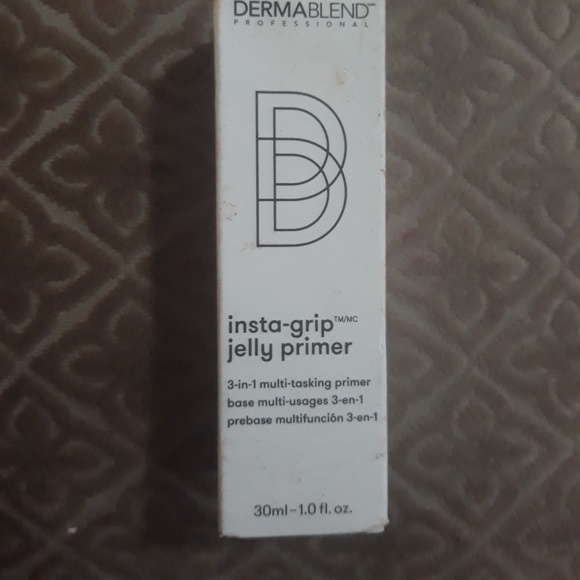 DERMABLEND™
PROFESSIONAL
insta-grip™/MC
jelly primer
3-in-1 multi-tasking primer
base multi-usages 3-en-1
prebase multifunción 3-en-1
30ml–1.0 fl. oz.